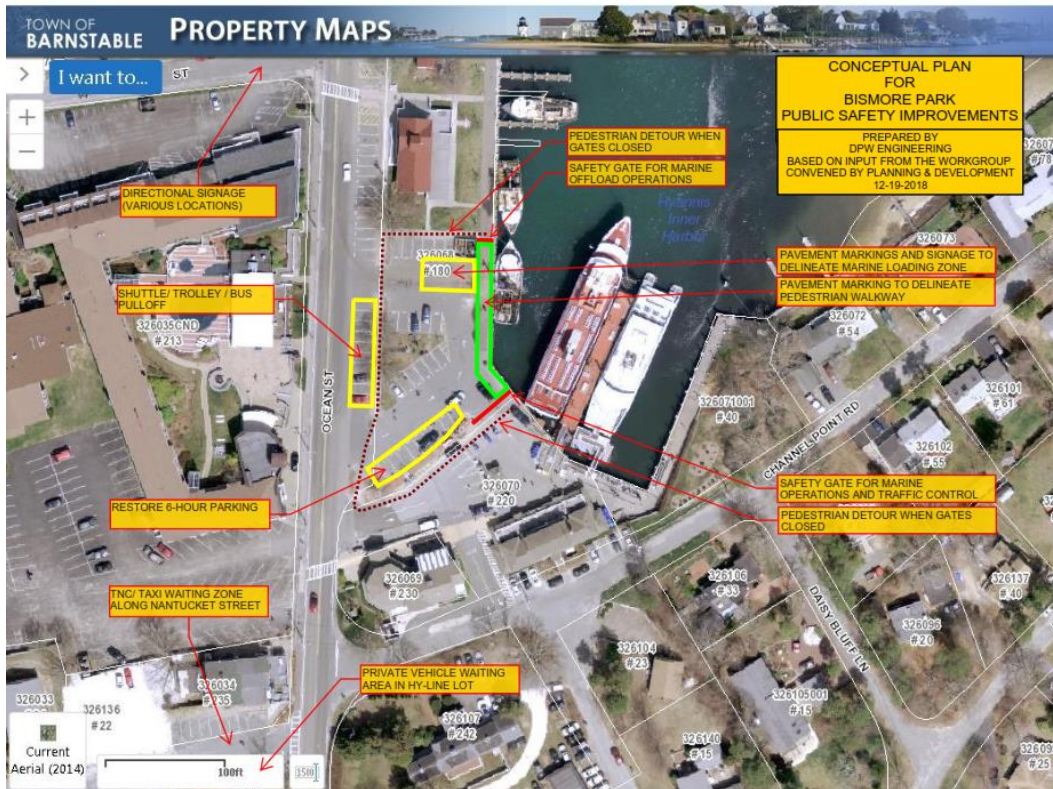 TOWN OF
BARNSTABLE
PROPERTY MAPS
I want to...
ST
CONCEPTUAL PLAN
FOR
BISMORE PARK
PUBLIC SAFETY IMPROVEMENTS
PREPARED BY
DPW ENGINEERING
BASED ON INPUT FROM THE WORKGROUP
CONVENED BY PLANNING & DEVELOPMENT
12-19-2018
PEDESTRIAN DETOUR WHEN
GATES CLOSED
SAFETY GATE FOR MARINE
OFFLOAD OPERATIONS
DIRECTIONAL SIGNAGE
(VARIOUS LOCATIONS)
# 78
Hyannis
Inner
Harbor
326073
326068
# 180
PAVEMENT MARKINGS AND SIGNAGE TO
DELINEATE MARINE LOADING ZONE
PAVEMENT MARKING TO DELINEATE
PEDESTRIAN WALKWAY
SHUTTLE/ TROLLEY / BUS
PULLOFF
326035CND
# 213
326072
# 54
OCEAN ST
326101
# 61
326071001
# 40
CHANNEL POINT RD
326102
# 55
326070
# 220
SAFETY GATE FOR MARINE
OPERATIONS AND TRAFFIC CONTROL
PEDESTRIAN DETOUR WHEN GATES
CLOSED
RESTORE 6-HOUR PARKING
326069
# 230
326106
# 33
326137
# 40
TNC/ TAXI WAITING ZONE
ALONG NANTUCKET STREET
DAISY BLUFF LN
326096
# 20
326104
# 23
PRIVATE VEHICLE WAITING
AREA IN HY-LINE LOT
326033
326034
# 235
326136
# 22
326105001
# 15
326107
# 242
326140
# 15
# 25
Current
Aerial (2014)
100ft